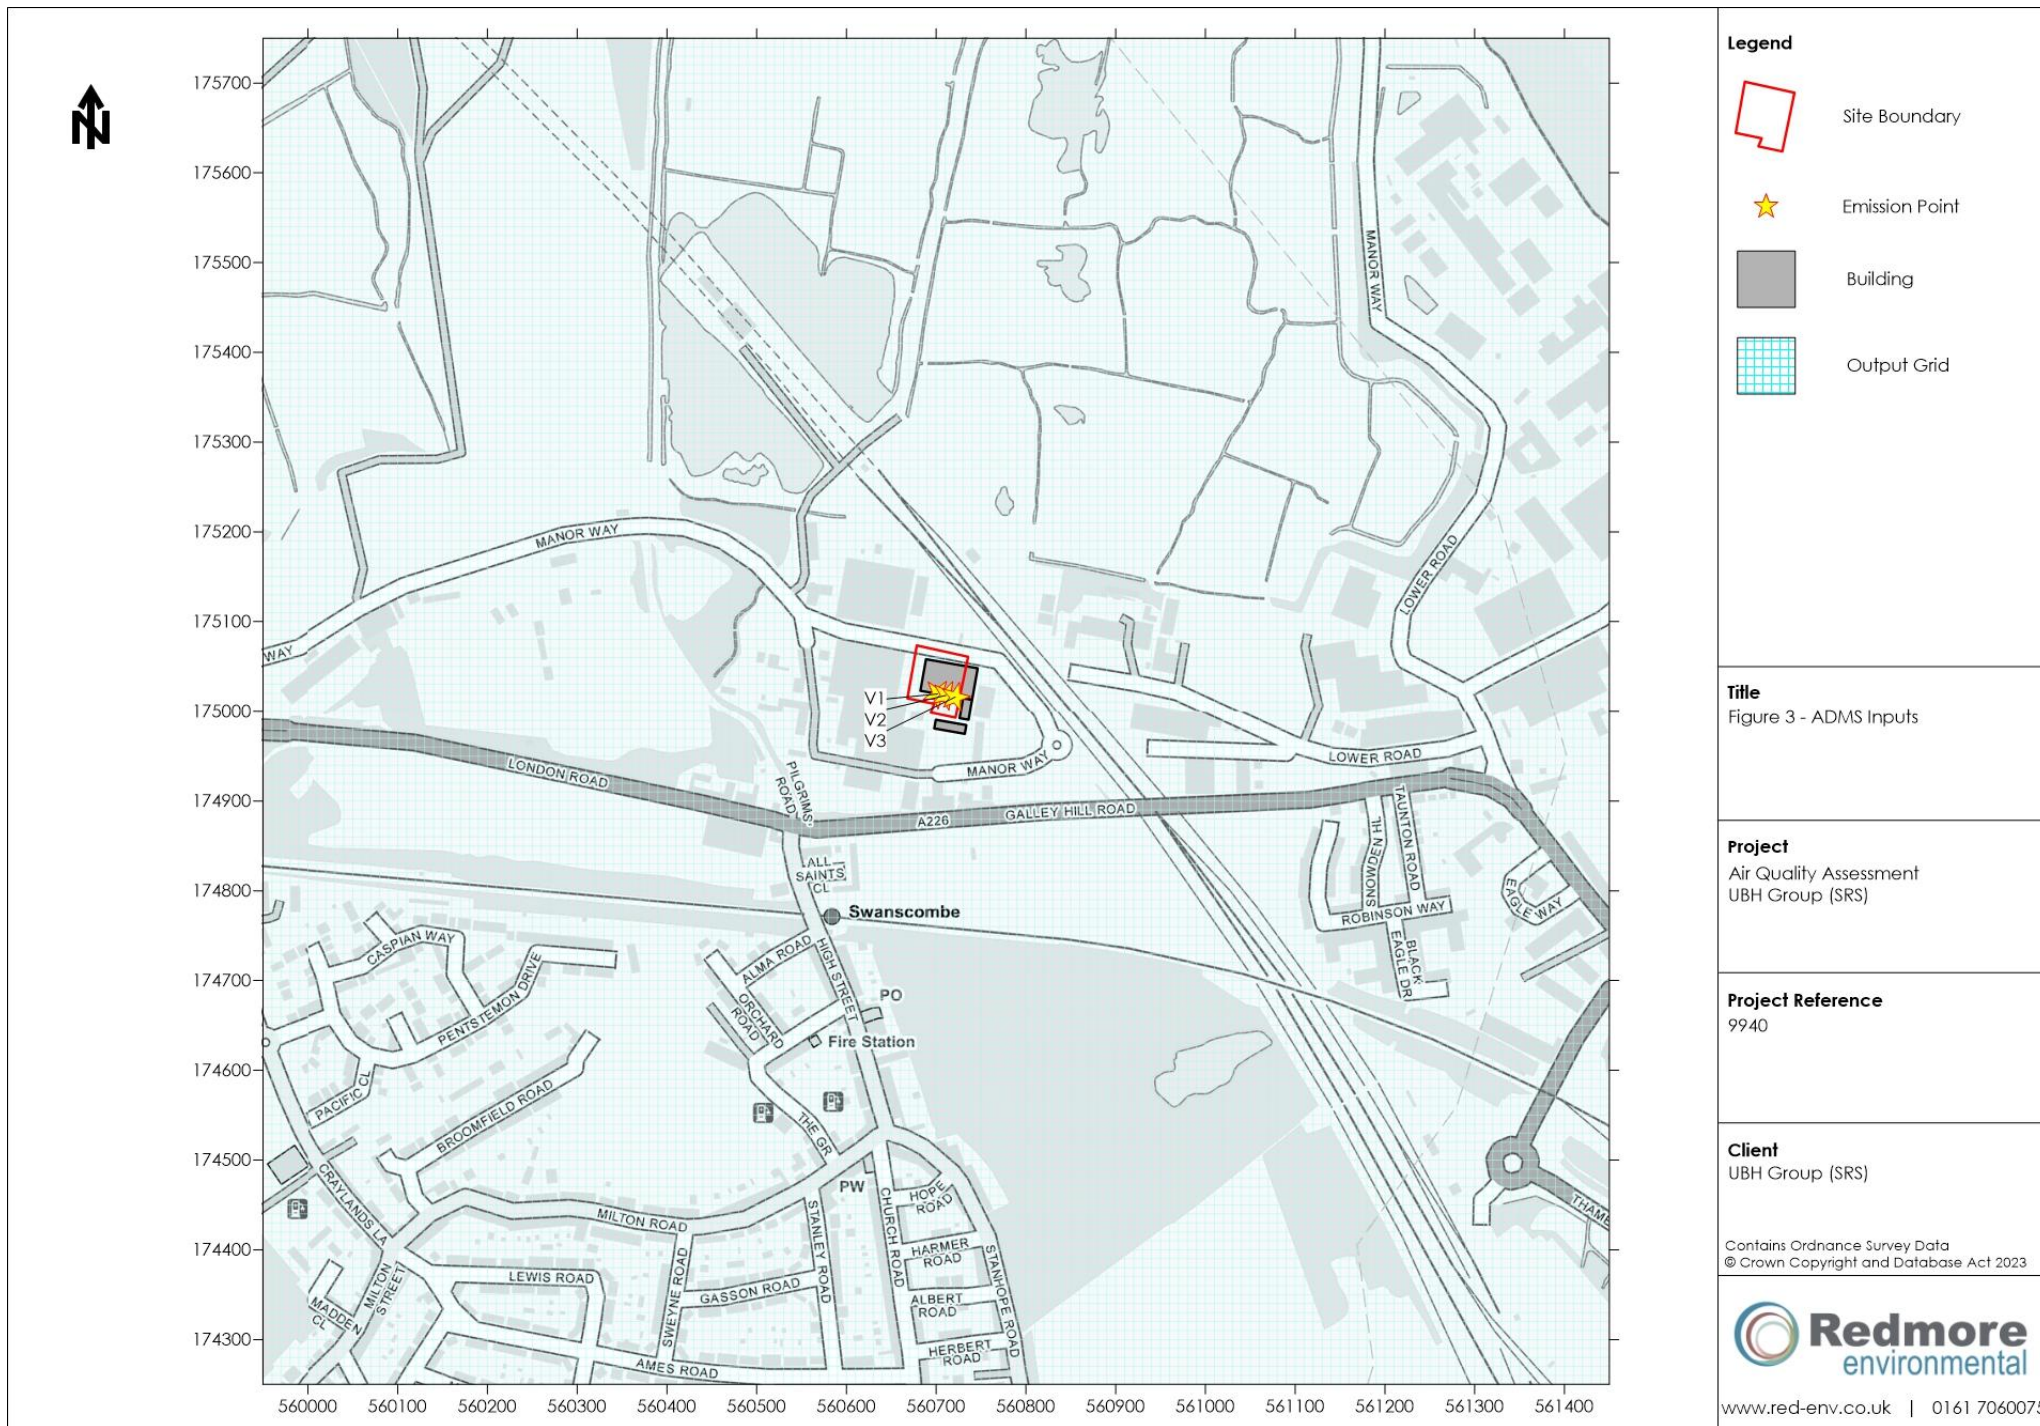 N
175700
175600
175500
175400
175300
175200
175100
175000
174900
174800
174700
174600
174500
174400
174300
560000
560100
560200
560300
560400
560500
560600
560700
560800
560900
561000
561100
561200
561300
561400
MANOR WAY
MANOR WAY
WAY
LOWER ROAD
V1
V2
V3
MANOR WAY
LOWER ROAD
LONDON ROAD
PILGRIMS
ROAD
A226
GALLEY HILL ROAD
TAUNTON ROAD
SNOWDEN HL
ROBINSON WAY
EAGLE WAY
BLACK
EAGLE DR
ALL
SAINTS
CL
Swanscombe
CASPIAN WAY
PENTSTEMON DRIVE
ALMA ROAD
HIGH STREET
ORCHARD
ROAD
PO
Fire Station
PACIFIC CL
BROOMFIELD ROAD
THE GR
PW
CRAYLANDS LA
MILTON ROAD
STANLEY ROAD
CHURCH ROAD
HOPE
ROAD
HARMER
ROAD
STANHOPE ROAD
THAME
MILTON
STREET
MADDEN
CL
LEWIS ROAD
SWEYNE ROAD
GASSON ROAD
ALBERT
ROAD
HERBERT
ROAD
AMES ROAD
Legend
Site Boundary
Emission Point
Building
Output Grid
Title
Figure 3 - ADMS Inputs
Project
Air Quality Assessment
UBH Group (SRS)
Project Reference
9940
Client
UBH Group (SRS)
Contains Ordnance Survey Data
© Crown Copyright and Database Act 2023
Redmore
environmental
www.red-env.co.uk | 0161 7060075